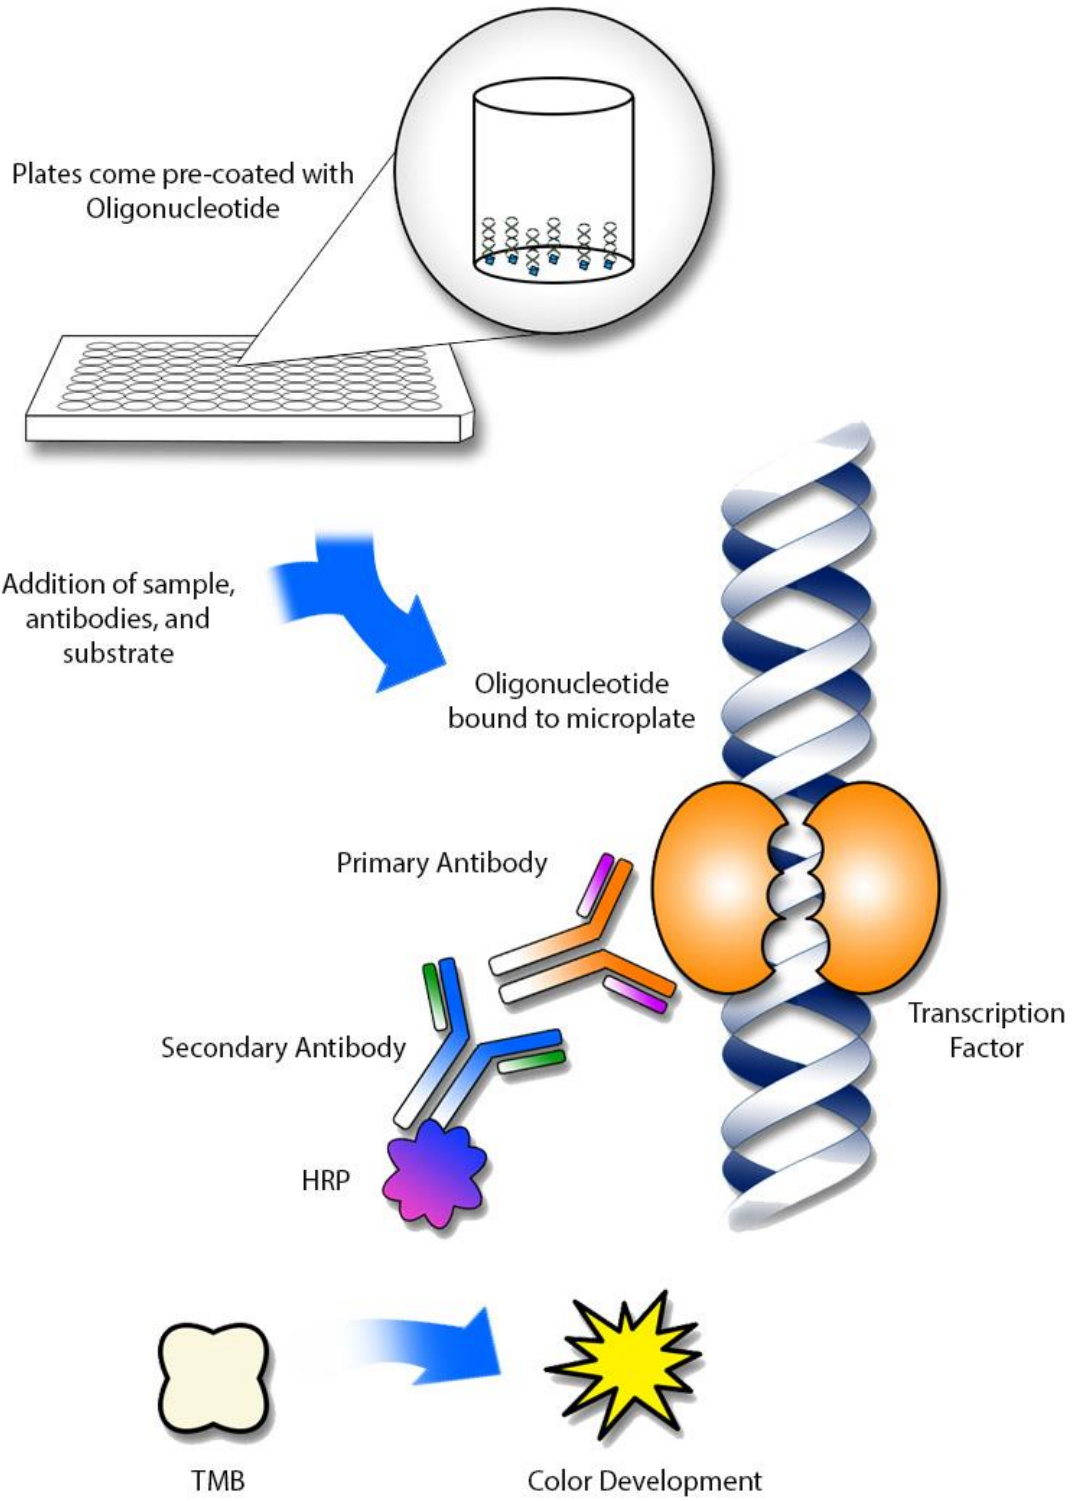 Plates come pre-coated with
Oligonucleotide
Addition of sample,
antibodies, and
substrate
Oligonucleotide
bound to microplate
Primary Antibody
Secondary Antibody
Transcription
Factor
HRP
TMB
Color Development